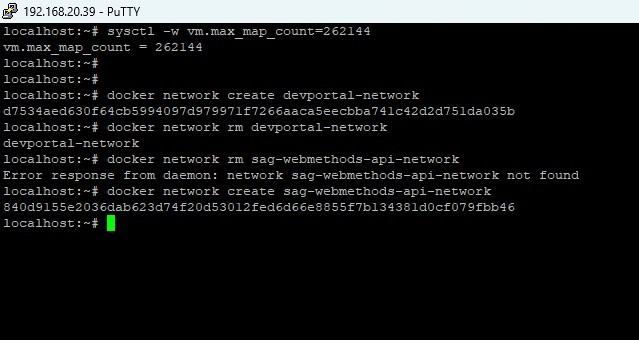 192.168.20.39 - PuTTY
localhost:~# sysctl -w vm.max_map_count=262144
vm.max_map_count = 262144
localhost:~#
localhost:~#
localhost:~# docker network create devportal-network
d7534aed630f64cb5994097d979971f7266aaca5eecbba741c42d2d751da035b
localhost:~# docker network rm devportal-network
devportal-network
localhost:~# docker network rm sag-webmethods-api-network
Error response from daemon: network sag-webmethods-api-network not found
localhost:~# docker network create sag-webmethods-api-network
840d9155e2036dab623d74f20d53012fed6d66e8855f7b134381d0cf079fbb46
localhost:~#